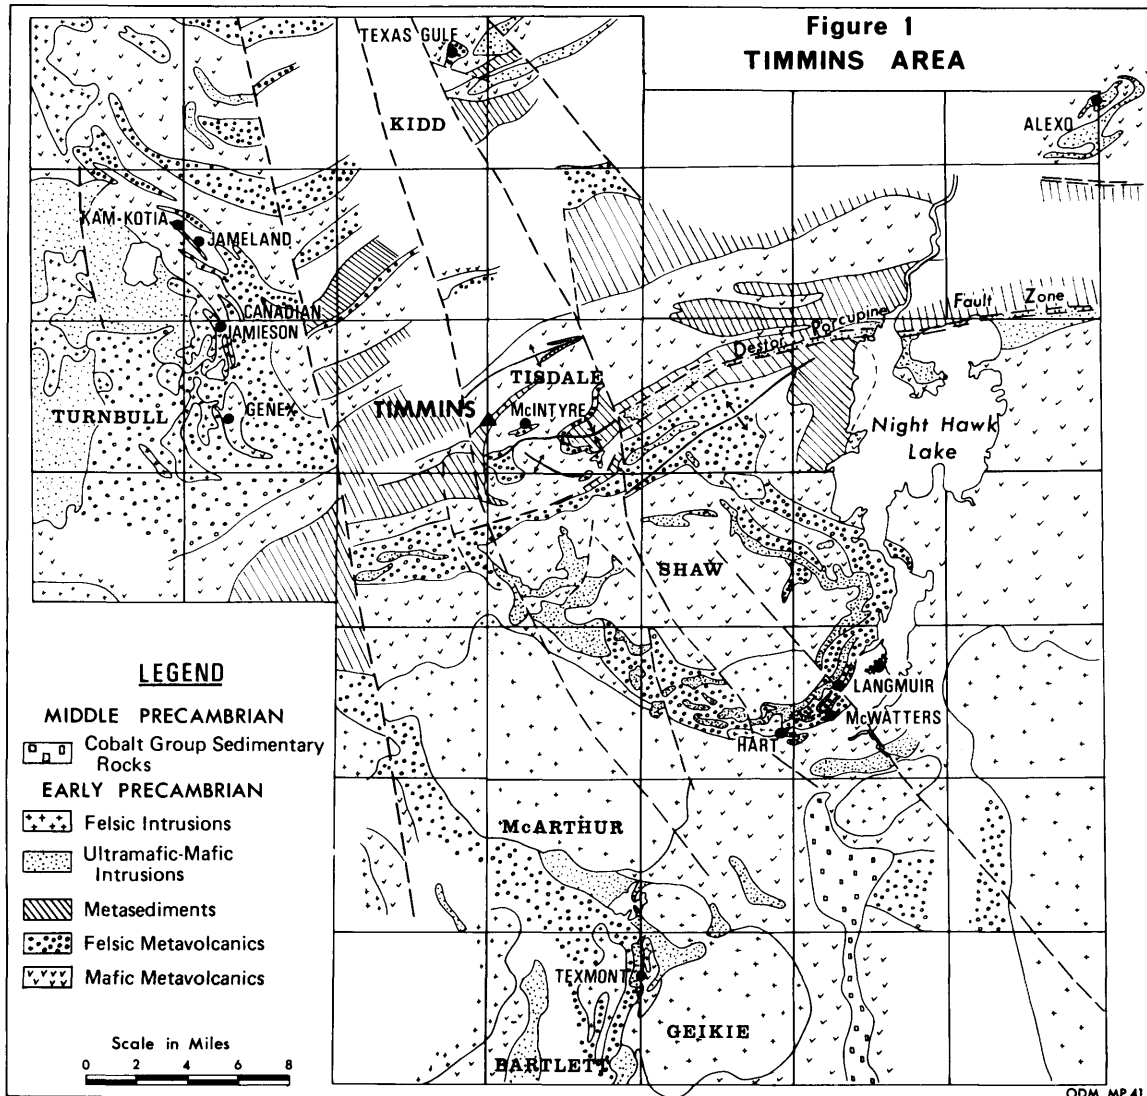 Figure 1
TIMMINS AREA
TEXAS GULF
KIDD
ALEXO
KAM-KOTIA
JAMELAND
CANADIAN
JAMIESON
Destor Porcupine Fault Zone
TISDALE
TURNBULL
GENEX
TIMMINS
McINTYRE
Night Hawk
Lake
SHAW
LANGMUIR
McWATTERS
HART
McARTHUR
TEXMONT
GEIKIE
BARTLETT
LEGEND
MIDDLE PRECAMBRIAN
Cobalt Group Sedimentary
Rocks
EARLY PRECAMBRIAN
Felsic Intrusions
Ultramafic-Mafic
Intrusions
Metasediments
Felsic Metavolcanics
Mafic Metavolcanics
Scale in Miles
0 2 4 6 8
ODM MP 41